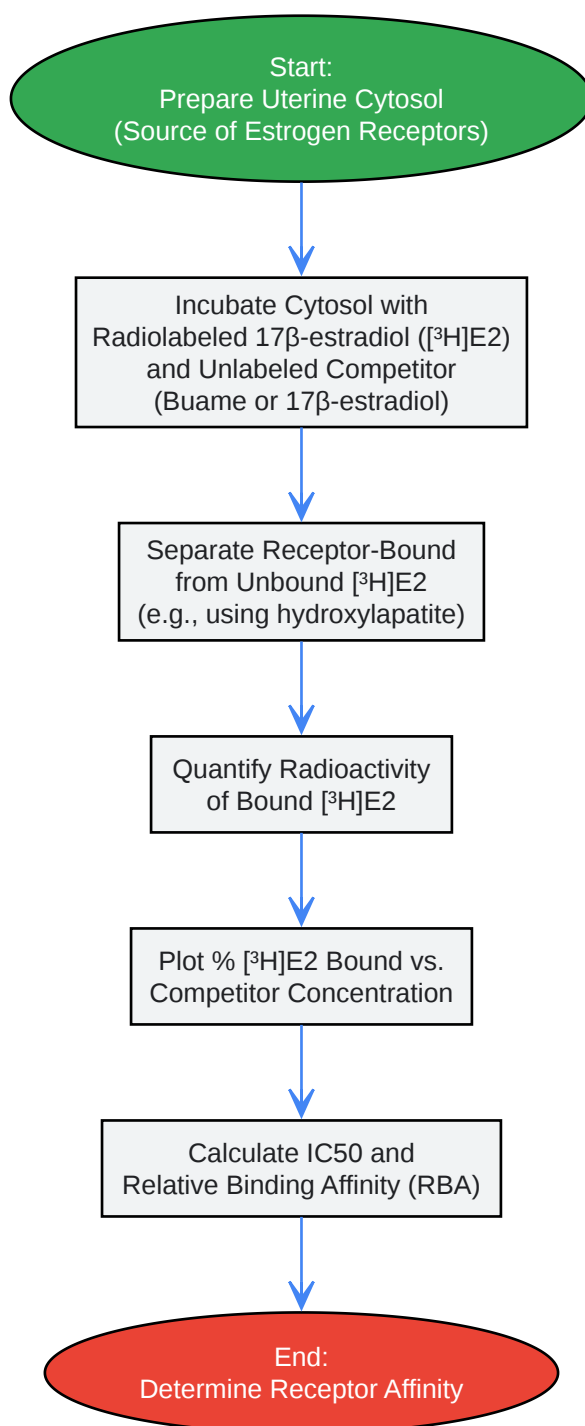 Start:
Prepare Uterine Cytosol
(Source of Estrogen Receptors)
Incubate Cytosol with
Radiolabeled 17β-estradiol ([³H]E2)
and Unlabeled Competitor
(Buame or 17β-estradiol)
Separate Receptor-Bound
from Unbound [³H]E2
(e.g., using hydroxylapatite)
Quantify Radioactivity
of Bound [³H]E2
Plot % [³H]E2 Bound vs.
Competitor Concentration
Calculate IC50 and
Relative Binding Affinity (RBA)
End:
Determine Receptor Affinity